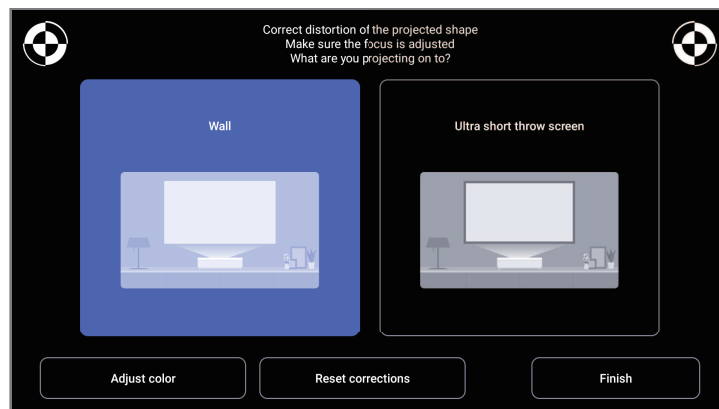 Correct distortion of the projected shape
Make sure the focus is adjusted
What are you projecting on to?
Wall
Ultra short throw screen
Adjust color
Reset corrections
Finish